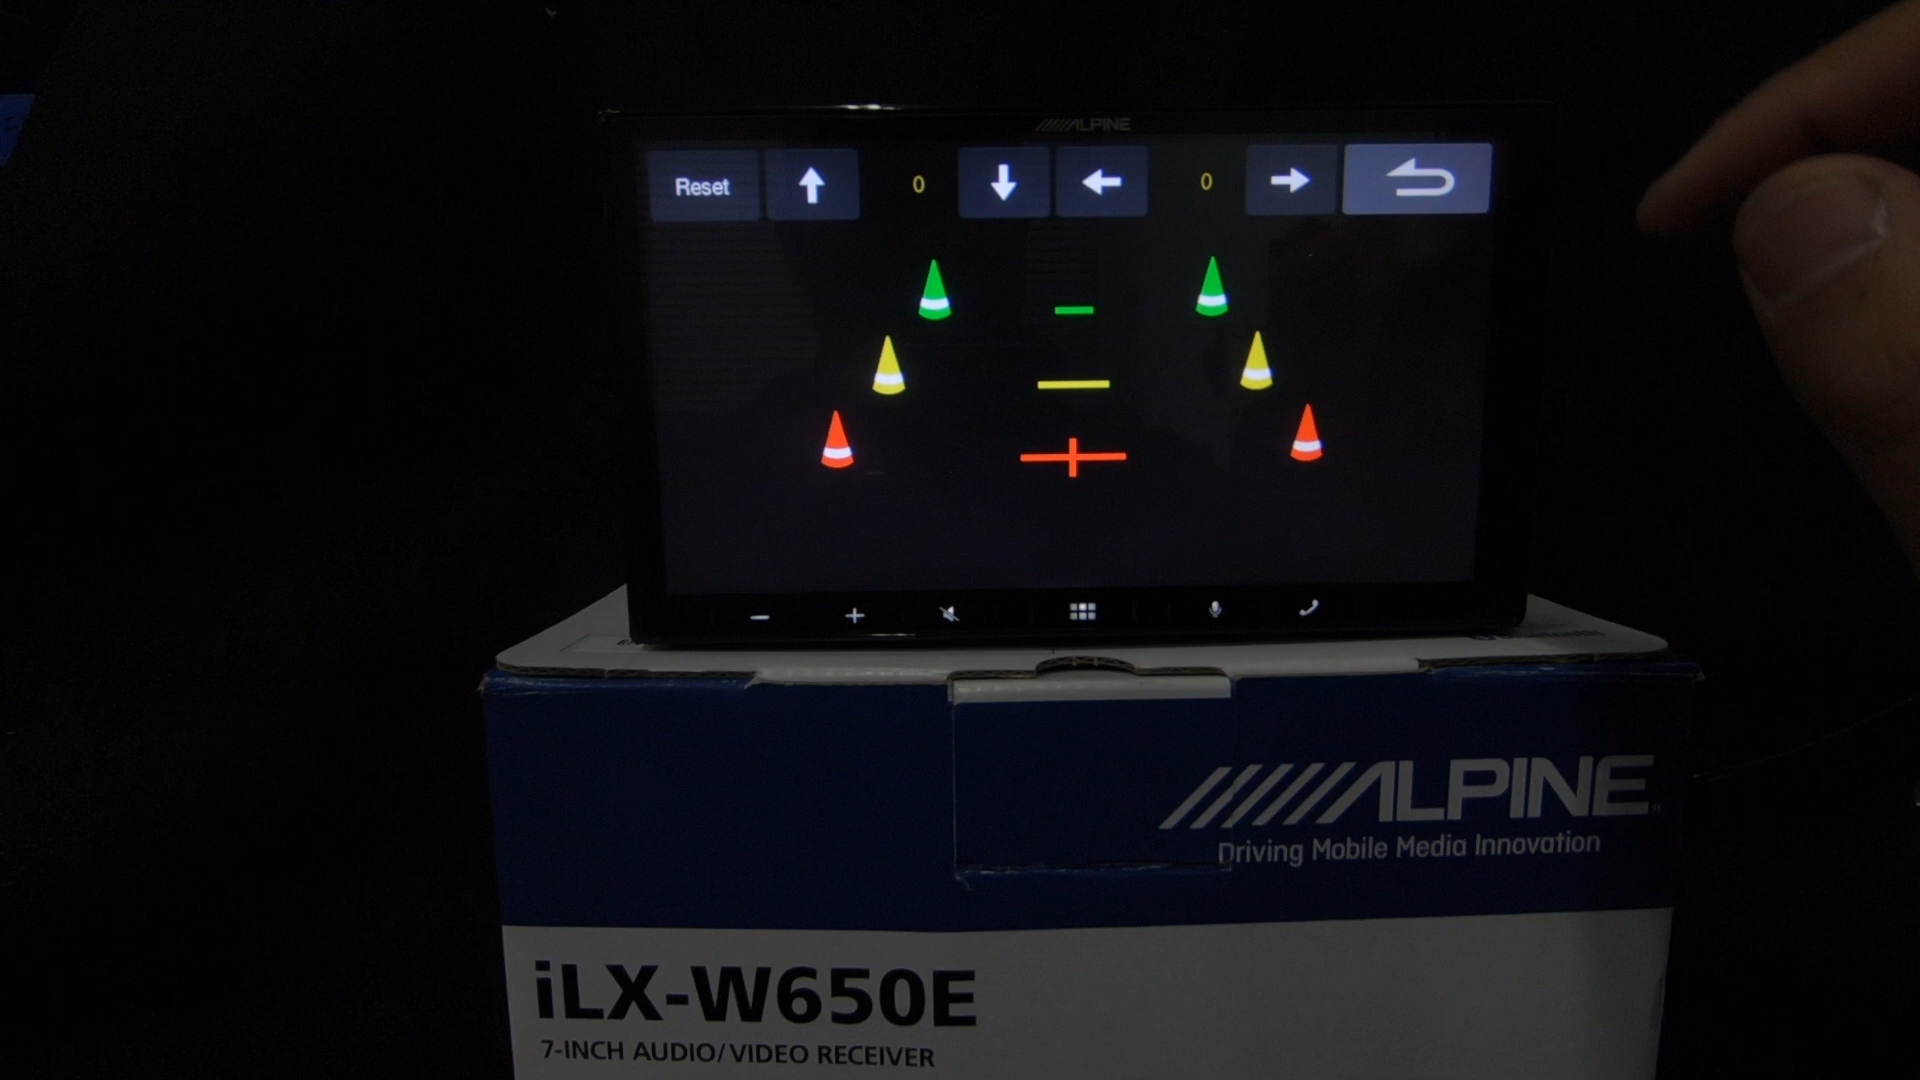 ALPINE
Reset
0
0
ALPINE
Driving Mobile Media Innovation
iLX-W650E
7-INCH AUDIO/VIDEO RECEIVER